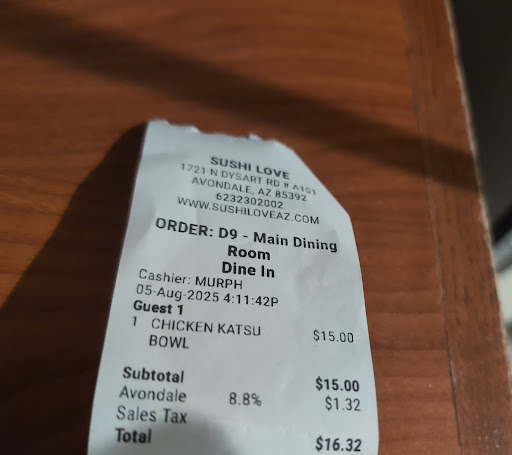 SUSHI LOVE
1721 N DYSART RD # A101
AVONDALE, AZ 85392
6232302002
WWW.SUSHILOVEAZ.COM
ORDER: D9 - Main Dining
Room
Dine In
Cashier: MURPH
05-Aug-2025 4:11:42P
Guest 1
1 CHICKEN KATSU $15.00
BOWL
Subtotal $15.00
Avondale 8.8% $1.32
Sales Tax
Total $16.32